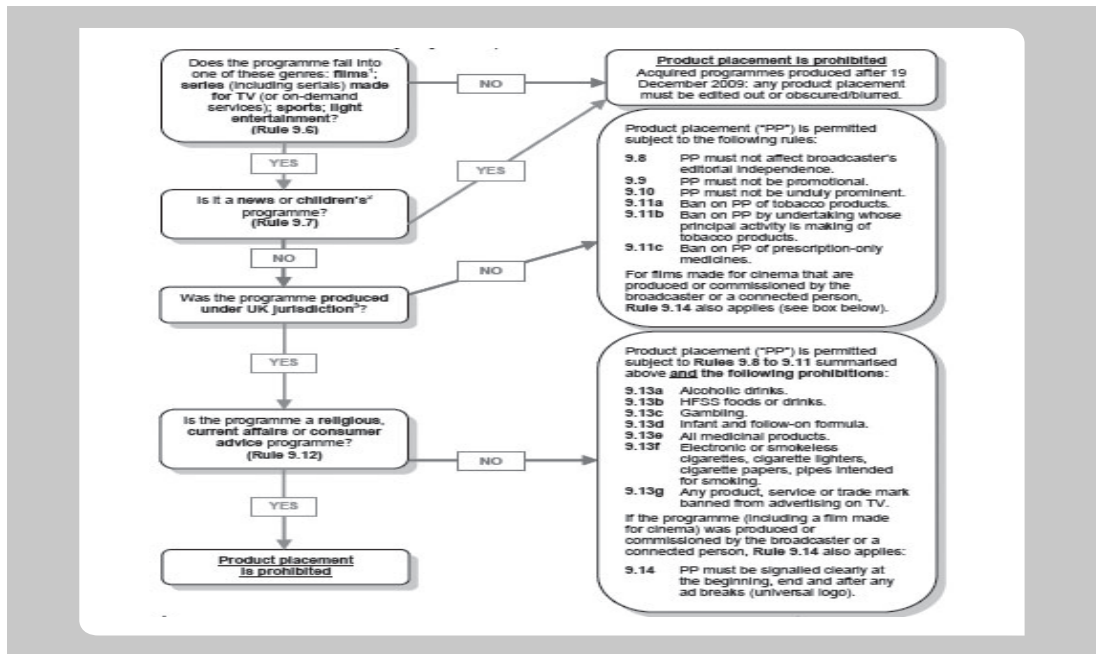 Does the programme fall into
one of these genres: films¹;
series (including serials) made
for TV (or on-demand
services); sports; light
entertainment?
(Rule 9.6)
NO
Product placement is prohibited
Acquired programmes produced after 19
December 2009: any product placement
must be edited out or obscured/blurred.
YES
Is it a news or children's²
programme?
(Rule 9.7)
YES
NO
Was the programme produced
under UK jurisdiction³?
NO
Product placement ("PP") is permitted
subject to the following rules:
9.8 PP must not affect broadcaster's
editorial independence.
9.9 PP must not be promotional.
9.10 PP must not be unduly prominent.
9.11a Ban on PP of tobacco products.
9.11b Ban on PP by undertaking whose
principal activity is making of
tobacco products.
9.11c Ban on PP of prescription-only
medicines.
For films made for cinema that are
produced or commissioned by the
broadcaster or a connected person,
Rule 9.14 also applies (see box below).
YES
Is the programme a religious,
current affairs or consumer
advice programme?
(Rule 9.12)
NO
Product placement ("PP") is permitted
subject to Rules 9.8 to 9.11 summarised
above and the following prohibitions:
9.13a Alcoholic drinks.
9.13b HFSS foods or drinks.
9.13c Gambling.
9.13d Infant and follow-on formula.
9.13e All medicinal products.
9.13f Electronic or smokeless
cigarettes, cigarette lighters,
cigarette papers, pipes intended
for smoking.
9.13g Any product, service or trade mark
banned from advertising on TV.
If the programme (including a film made
for cinema) was produced or
commissioned by the broadcaster or a
connected person, Rule 9.14 also applies:
9.14 PP must be signalled clearly at
the beginning, end and after any
ad breaks (universal logo).
YES
Product placement
is prohibited